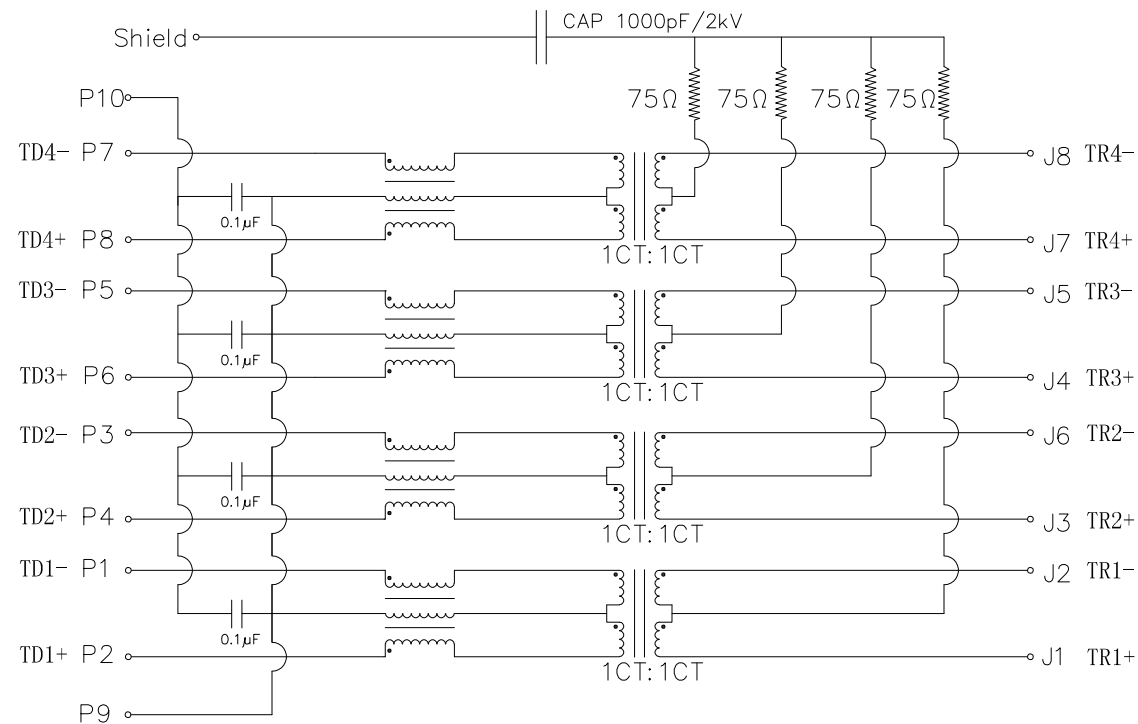 CAP 1000pF/2kV
Shield
P10
75Ω 75Ω 75Ω 75Ω
TD4- P7 J8 TR4-
0.1µF
TD4+ P8 J7 TR4+
1CT:1CT
TD3- P5 J5 TR3-
0.1µF
TD3+ P6 J4 TR3+
1CT:1CT
TD2- P3 J6 TR2-
0.1µF
TD2+ P4 J3 TR2+
1CT:1CT
TD1- P1 J2 TR1-
0.1µF
TD1+ P2 J1 TR1+
1CT:1CT
P9